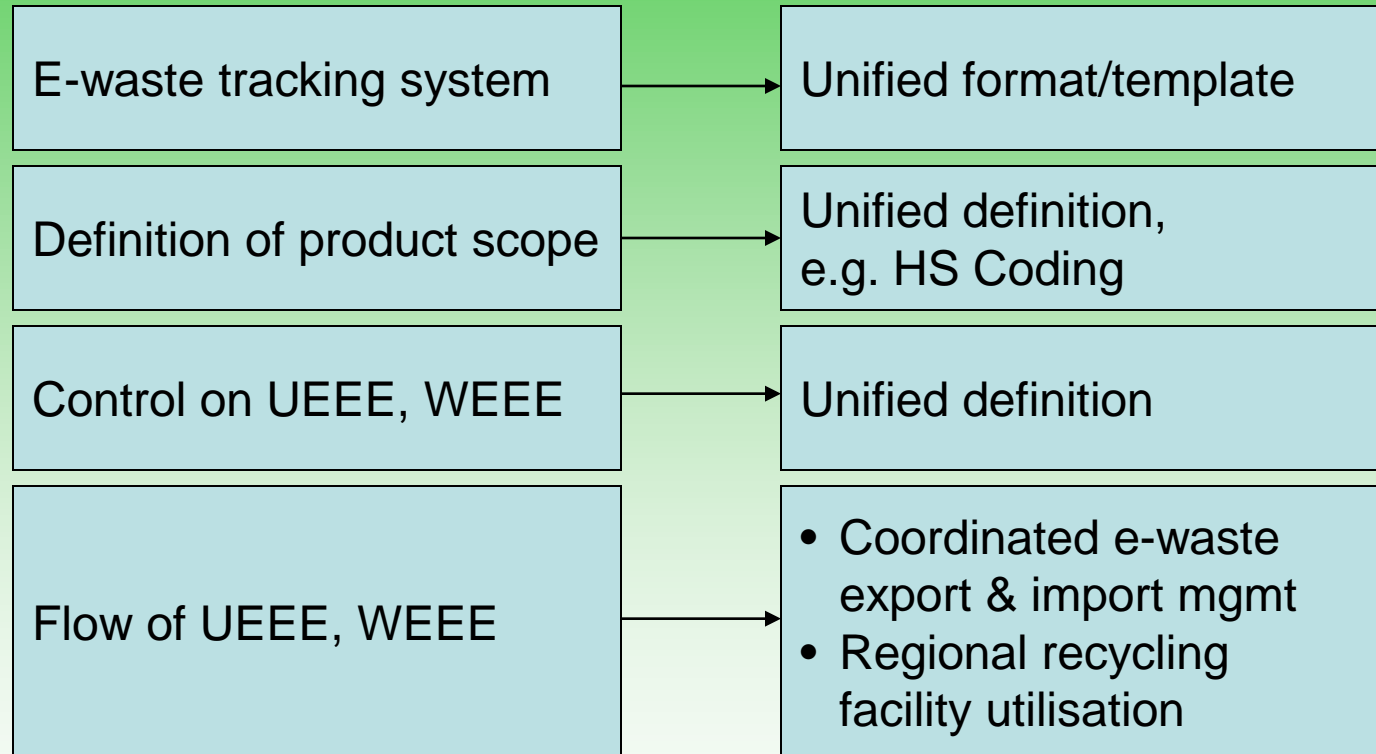 E-waste tracking system
Unified format/template
Definition of product scope
Unified definition,
e.g. HS Coding
Control on UEEE, WEEE
Unified definition
Flow of UEEE, WEEE
• Coordinated e-waste
export & import mgmt
• Regional recycling
facility utilisation